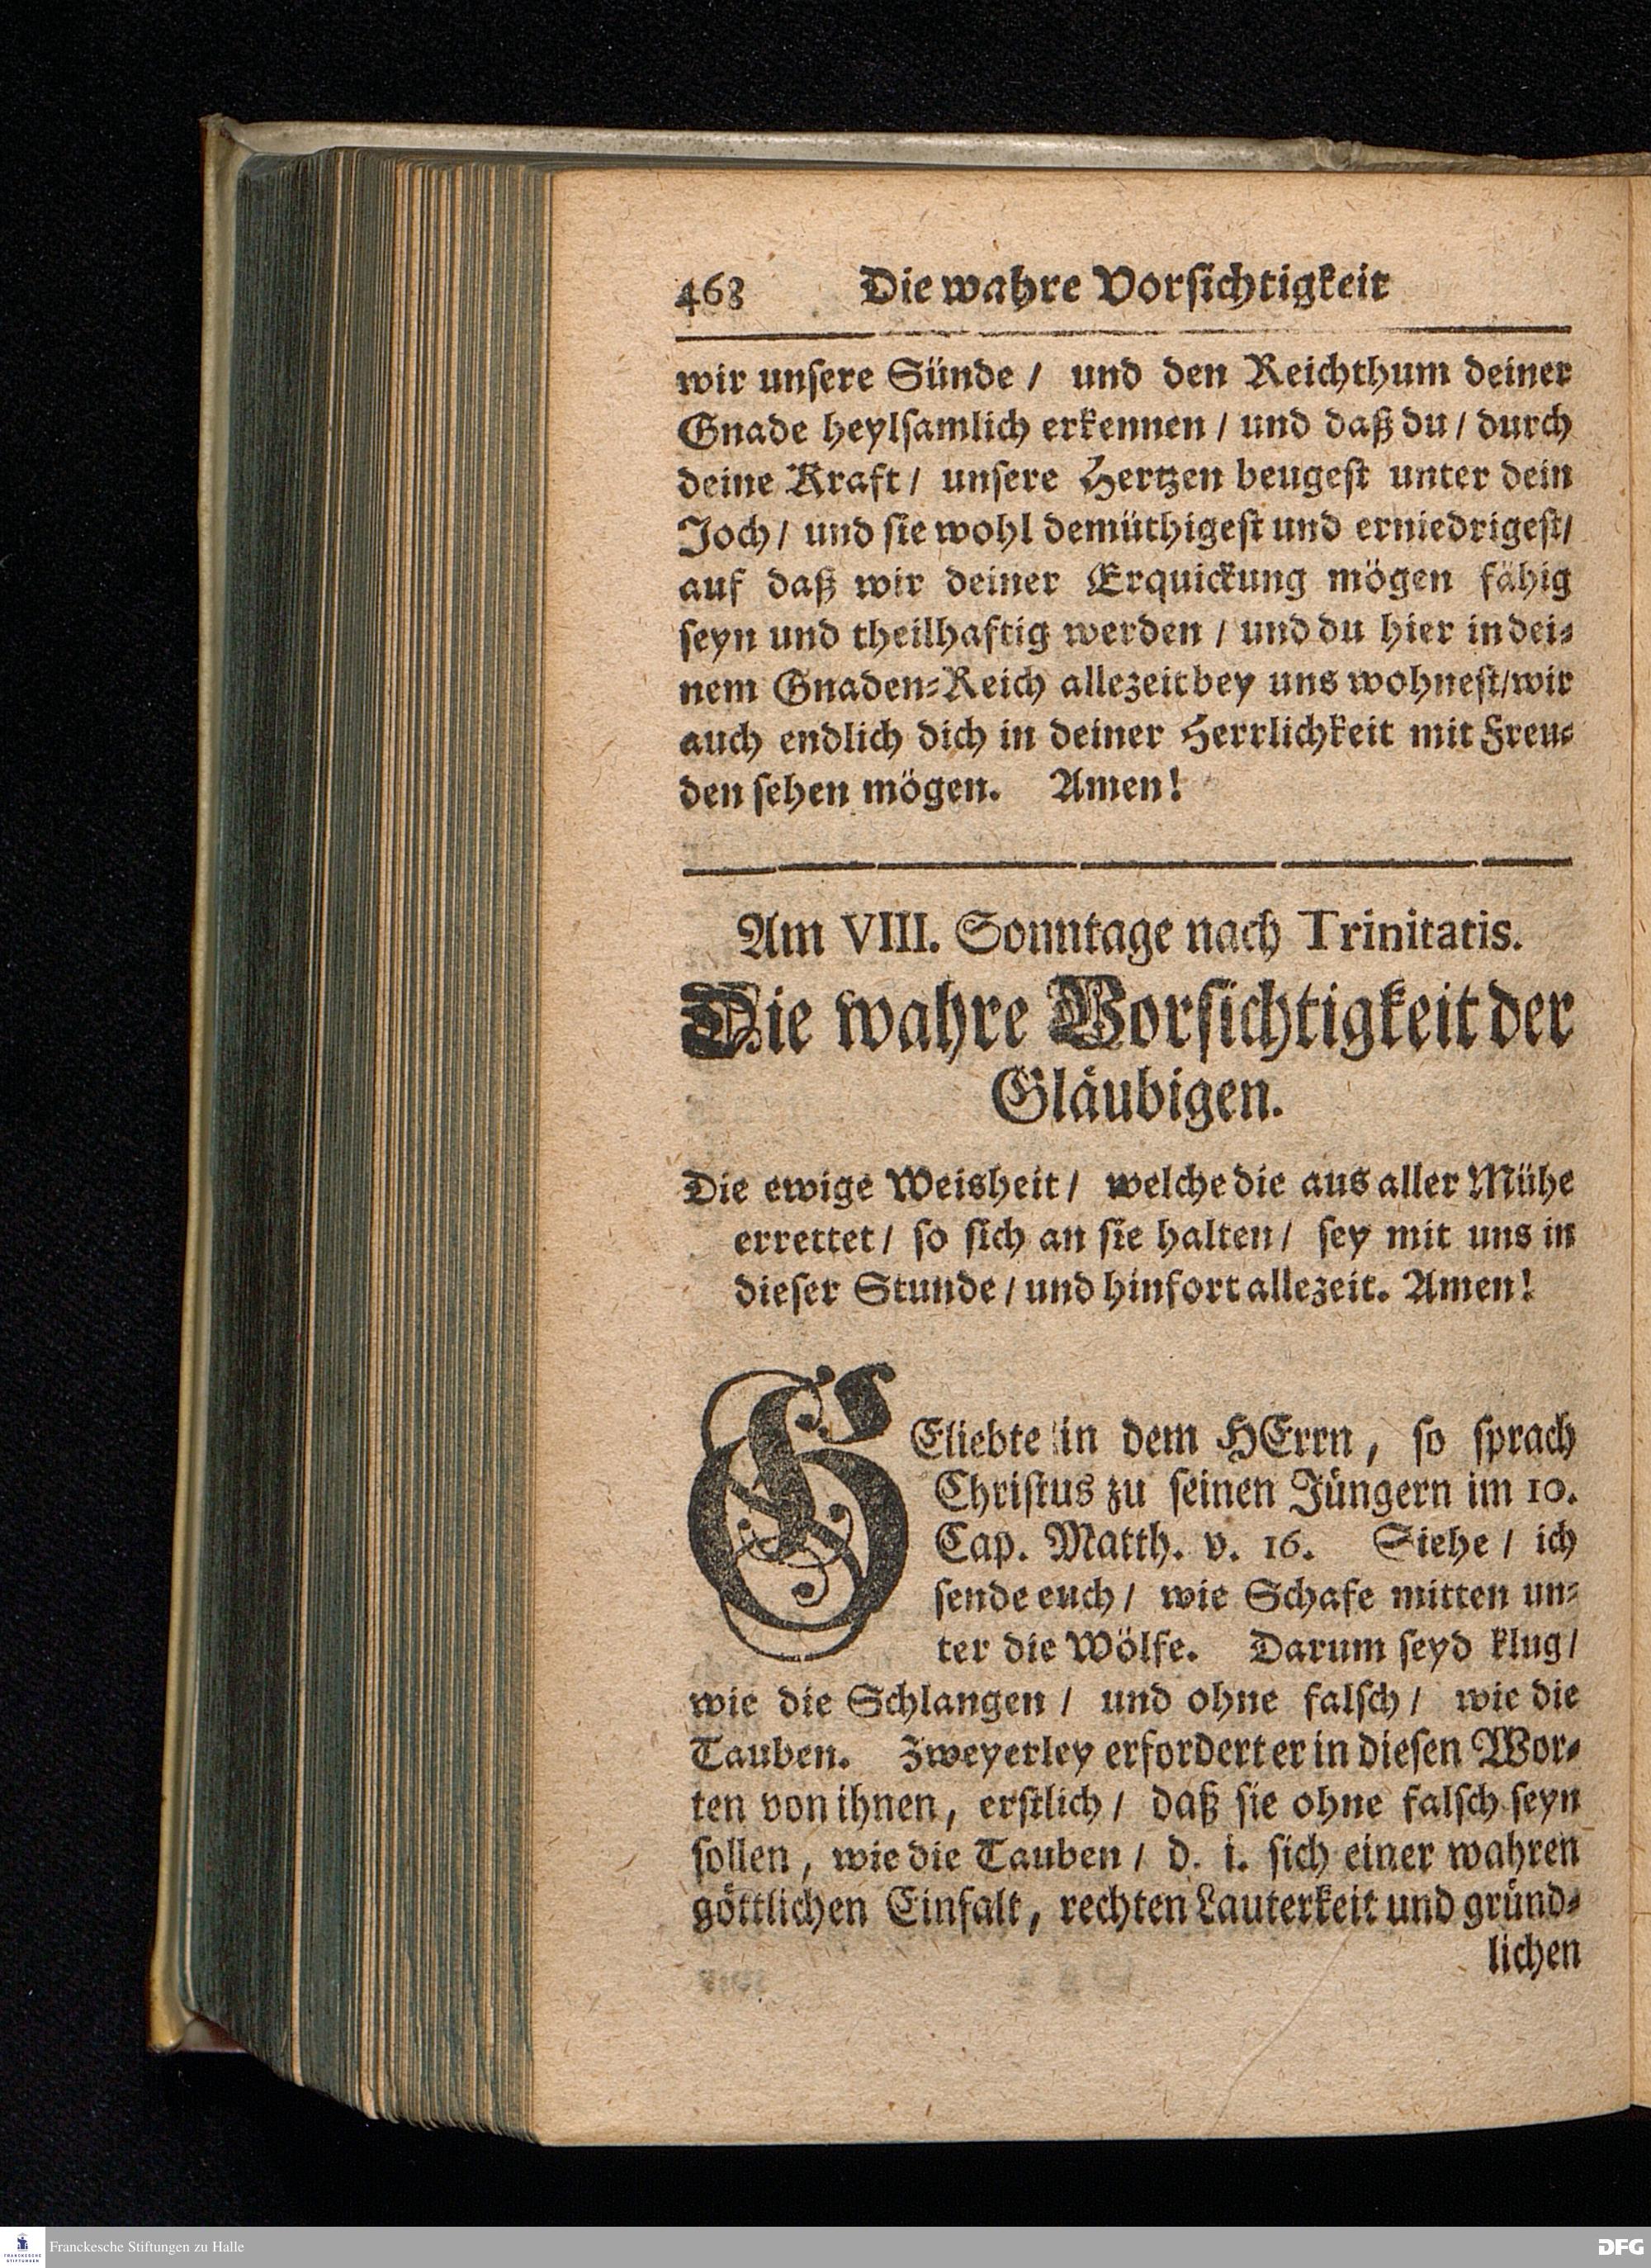 468 Die wahre Vorsichtigkeit
wir unsere Sünde / und den Reichthum deiner
Gnade heylsamlich erkennen / und daß du / durch
deine Kraft / unsere Hertzen beugest unter dein
Joch / und sie wohl demüthigest und erniedrigest /
auf daß wir deiner Erquickung mögen fähig
seyn und theilhaftig werden / und du hier in dei-
nem Gnaden-Reich allezeit bey uns wohnest / wir
auch endlich dich in deiner Herrlichkeit mit Freu-
den sehen mögen. Amen!
Am VIII. Sonntage nach Trinitatis.
Die wahre Vorsichtigkeit der
Gläubigen.
Die ewige Weisheit / welche die aus aller Mühe
errettet / so sich an sie halten / sey mit uns in
dieser Stunde / und hinfort allezeit. Amen!
GEliebte in dem HErrn, so sprach
Christus zu seinen Jüngern im 10.
Cap. Matth. v. 16. Siehe / ich
sende euch / wie Schafe mitten un-
ter die Wölfe. Darum seyd klug /
wie die Schlangen / und ohne falsch / wie die
Tauben. Zweyerley erfordert er in diesen Wor-
ten von ihnen, erstlich / daß sie ohne falsch seyn
sollen, wie die Tauben / d. i. sich einer wahren
göttlichen Einfalt, rechten Lauterkeit und gründ-
lichen
Franckesche Stiftungen zu Halle
DFG